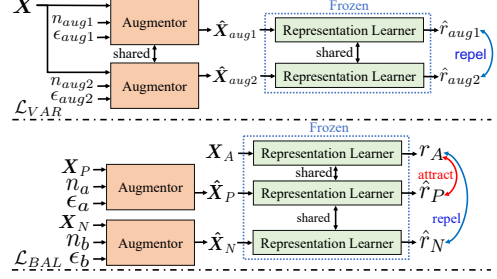 X
n_aug1
ϵ_aug1
Augmentor
X̂_aug1
Frozen
Representation Learner
r̂_aug1
shared
shared
repel
n_aug2
ϵ_aug2
Augmentor
X̂_aug2
Representation Learner
r̂_aug2
L_VAR
Frozen
X_A
Representation Learner
r_A
shared
attract
X_P
n_a
ϵ_a
Augmentor
X̂_P
Representation Learner
r̂_P
shared
repel
X_N
n_b
ϵ_b
Augmentor
X̂_N
Representation Learner
r̂_N
L_BAL